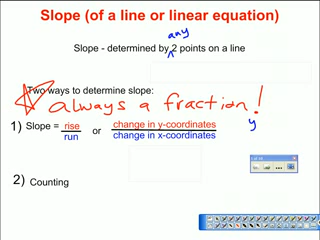 Slope (of a line or linear equation)
any
Slope - determined by 2 points on a line
Two ways to determine slope:
always a fraction!
1) Slope = rise / run or change in y-coordinates / change in x-coordinates
y
2) Counting